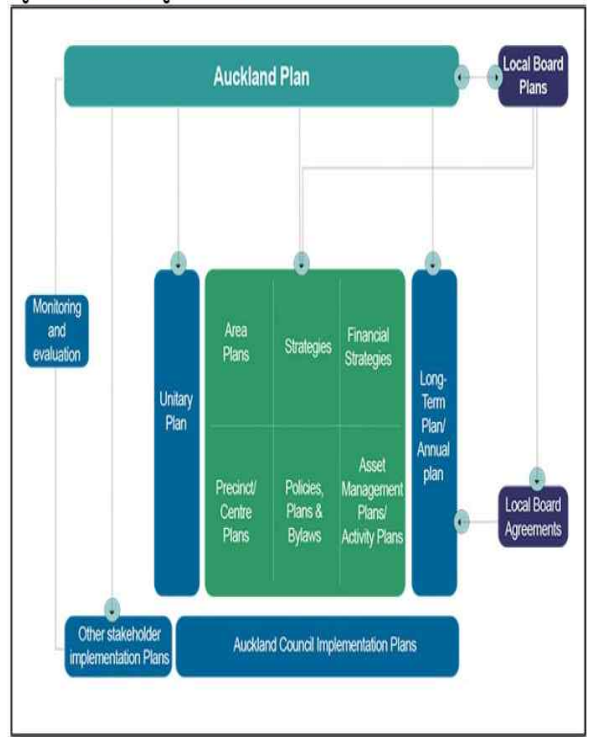 Auckland Plan
Local Board
Plans
Monitoring
and
evaluation
Unitary
Plan
Area
Plans
Strategies
Financial
Strategies
Precinct/
Centre
Plans
Policies,
Plans &
Bylaws
Asset
Management
Plans/
Activity Plans
Long-
Term
Plan/
Annual
plan
Local Board
Agreements
Other stakeholder
implementation Plans
Auckland Council Implementation Plans